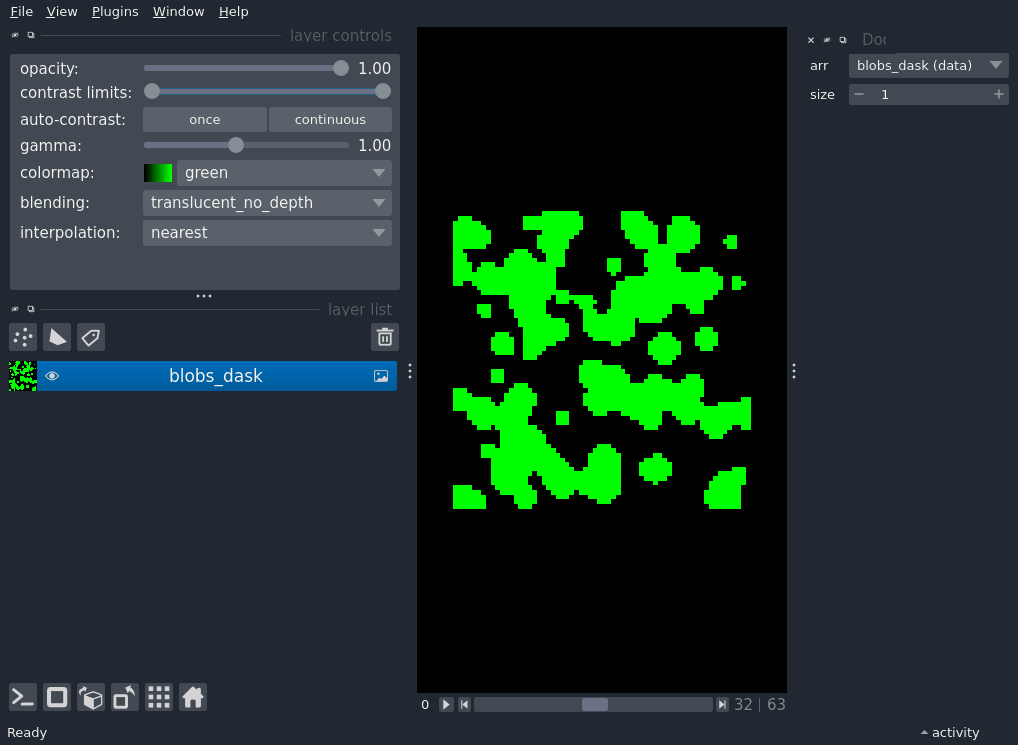 File View Plugins Window Help
layer controls
opacity: 1.00
contrast limits:
auto-contrast: once continuous
gamma: 1.00
colormap: green
blending: translucent_no_depth
interpolation: nearest
layer list
blobs_dask
0 32 | 63
arr blobs_dask (data)
size 1
Ready
activity